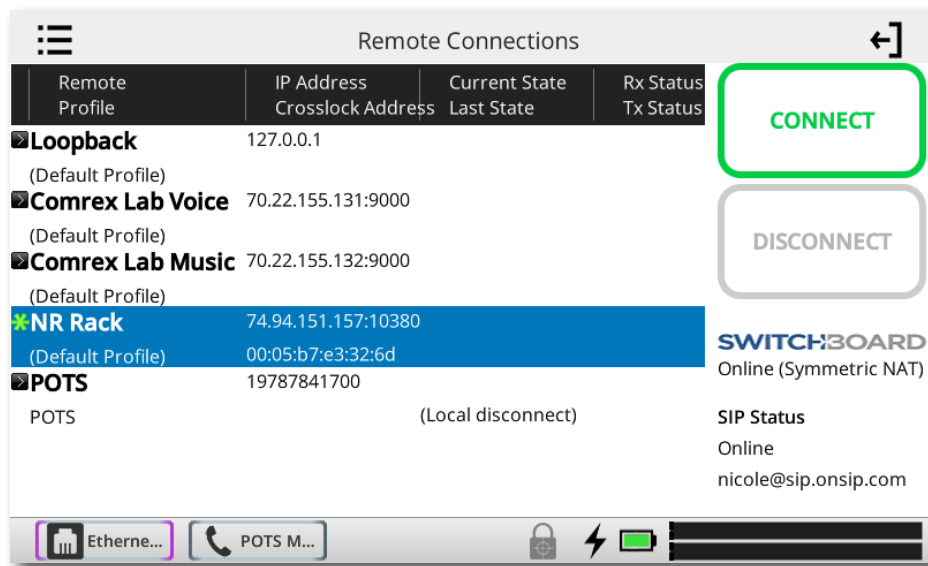 Remote Connections
Remote IP Address Current State Rx Status
Profile Crosslock Address Last State Tx Status
CONNECT
Loopback 127.0.0.1
(Default Profile)
Comrex Lab Voice 70.22.155.131:9000
(Default Profile)
DISCONNECT
Comrex Lab Music 70.22.155.132:9000
(Default Profile)
NR Rack 74.94.151.157:10380
(Default Profile) 00:05:b7:e3:32:6d
SWITCHBOARD
Online (Symmetric NAT)
POTS 19787841700
POTS (Local disconnect)
SIP Status
Online
nicole@sip.onsip.com
Etherne... POTS M...